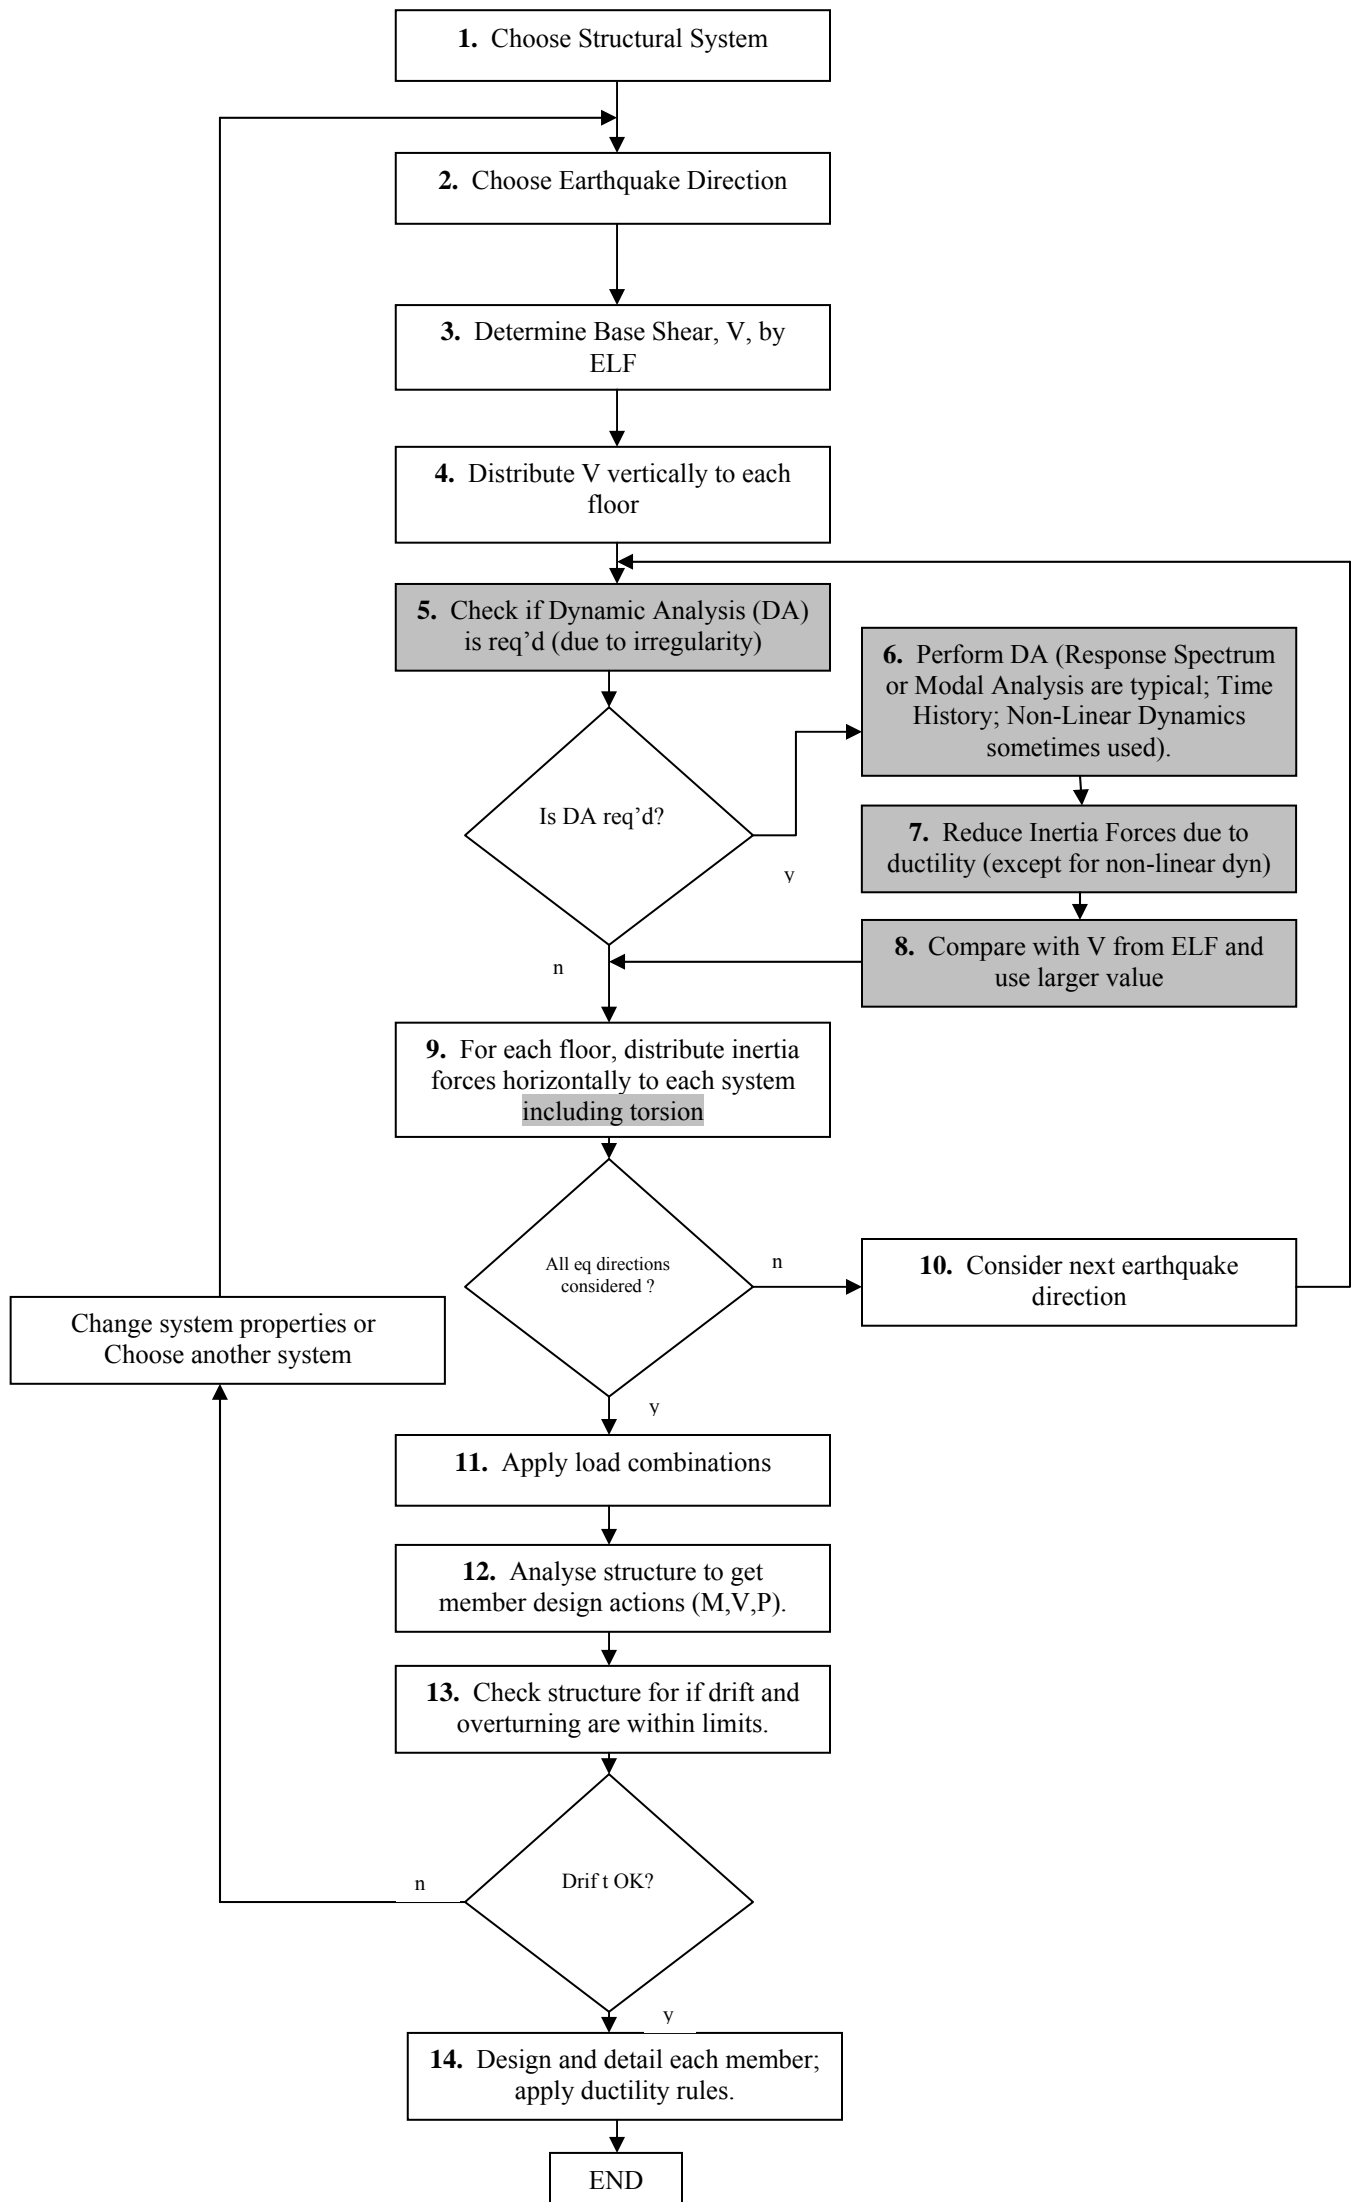 1. Choose Structural System
2. Choose Earthquake Direction
3. Determine Base Shear, V, by
ELF
4. Distribute V vertically to each
floor
5. Check if Dynamic Analysis (DA)
is req’d (due to irregularity)
6. Perform DA (Response Spectrum
or Modal Analysis are typical; Time
History; Non-Linear Dynamics
sometimes used).
Is DA req’d?
y
7. Reduce Inertia Forces due to
ductility (except for non-linear dyn)
8. Compare with V from ELF and
use larger value
n
9. For each floor, distribute inertia
forces horizontally to each system
including torsion
All eq directions
considered ?
n
10. Consider next earthquake
direction
Change system properties or
Choose another system
y
11. Apply load combinations
12. Analyse structure to get
member design actions (M,V,P).
13. Check structure for if drift and
overturning are within limits.
Drif t OK?
n
y
14. Design and detail each member;
apply ductility rules.
END